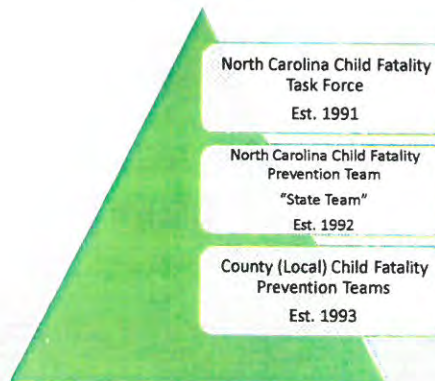 North Carolina Child Fatality
Task Force
Est. 1991
North Carolina Child Fatality
Prevention Team
"State Team"
Est. 1992
County (Local) Child Fatality
Prevention Teams
Est. 1993